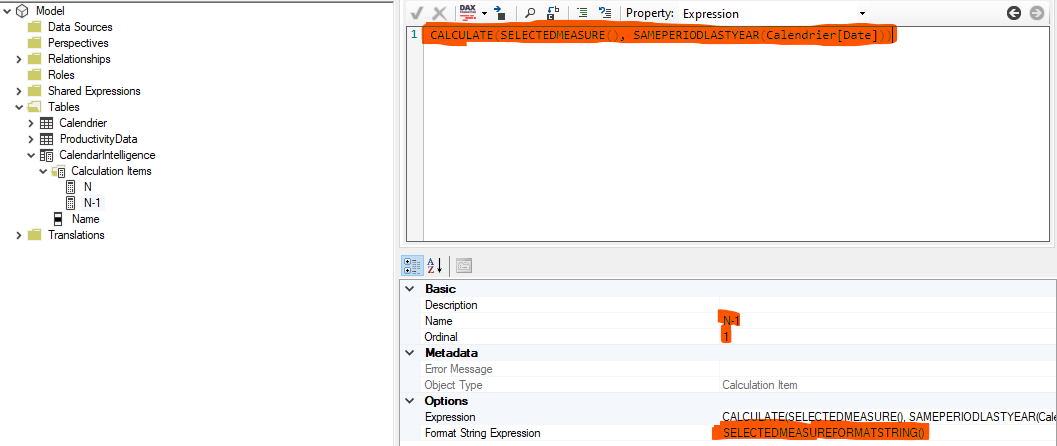 Model
Data Sources
Perspectives
Relationships
Roles
Shared Expressions
Tables
Calendrier
ProductivityData
CalendarIntelligence
Calculation Items
N
N-1
Name
Translations
DAX
FORMATTER
Property: Expression
1 CALCULATE(SELECTEDMEASURE(), SAMEPERIODLASTYEAR(Calendrier[Date]))
Basic
Description
Name N-1
Ordinal 1
Metadata
Error Message
Object Type Calculation Item
Options
Expression CALCULATE(SELECTEDMEASURE(), SAMEPERIODLASTYEAR(Cale
Format String Expression SELECTEDMEASUREFORMATSTRING()